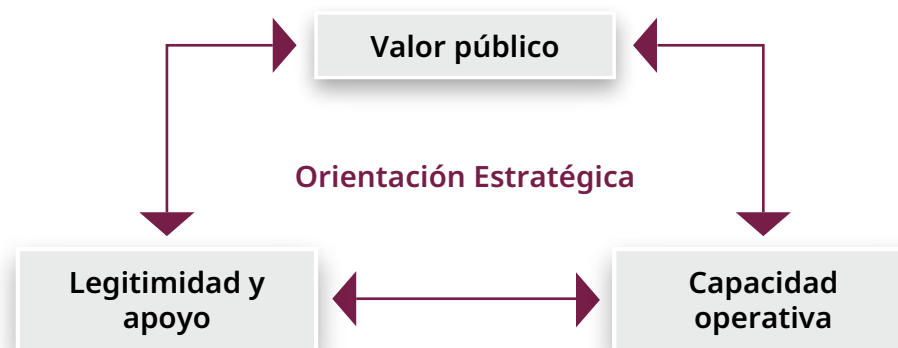 Valor público
Orientación Estratégica
Legitimidad y
apoyo
Capacidad
operativa